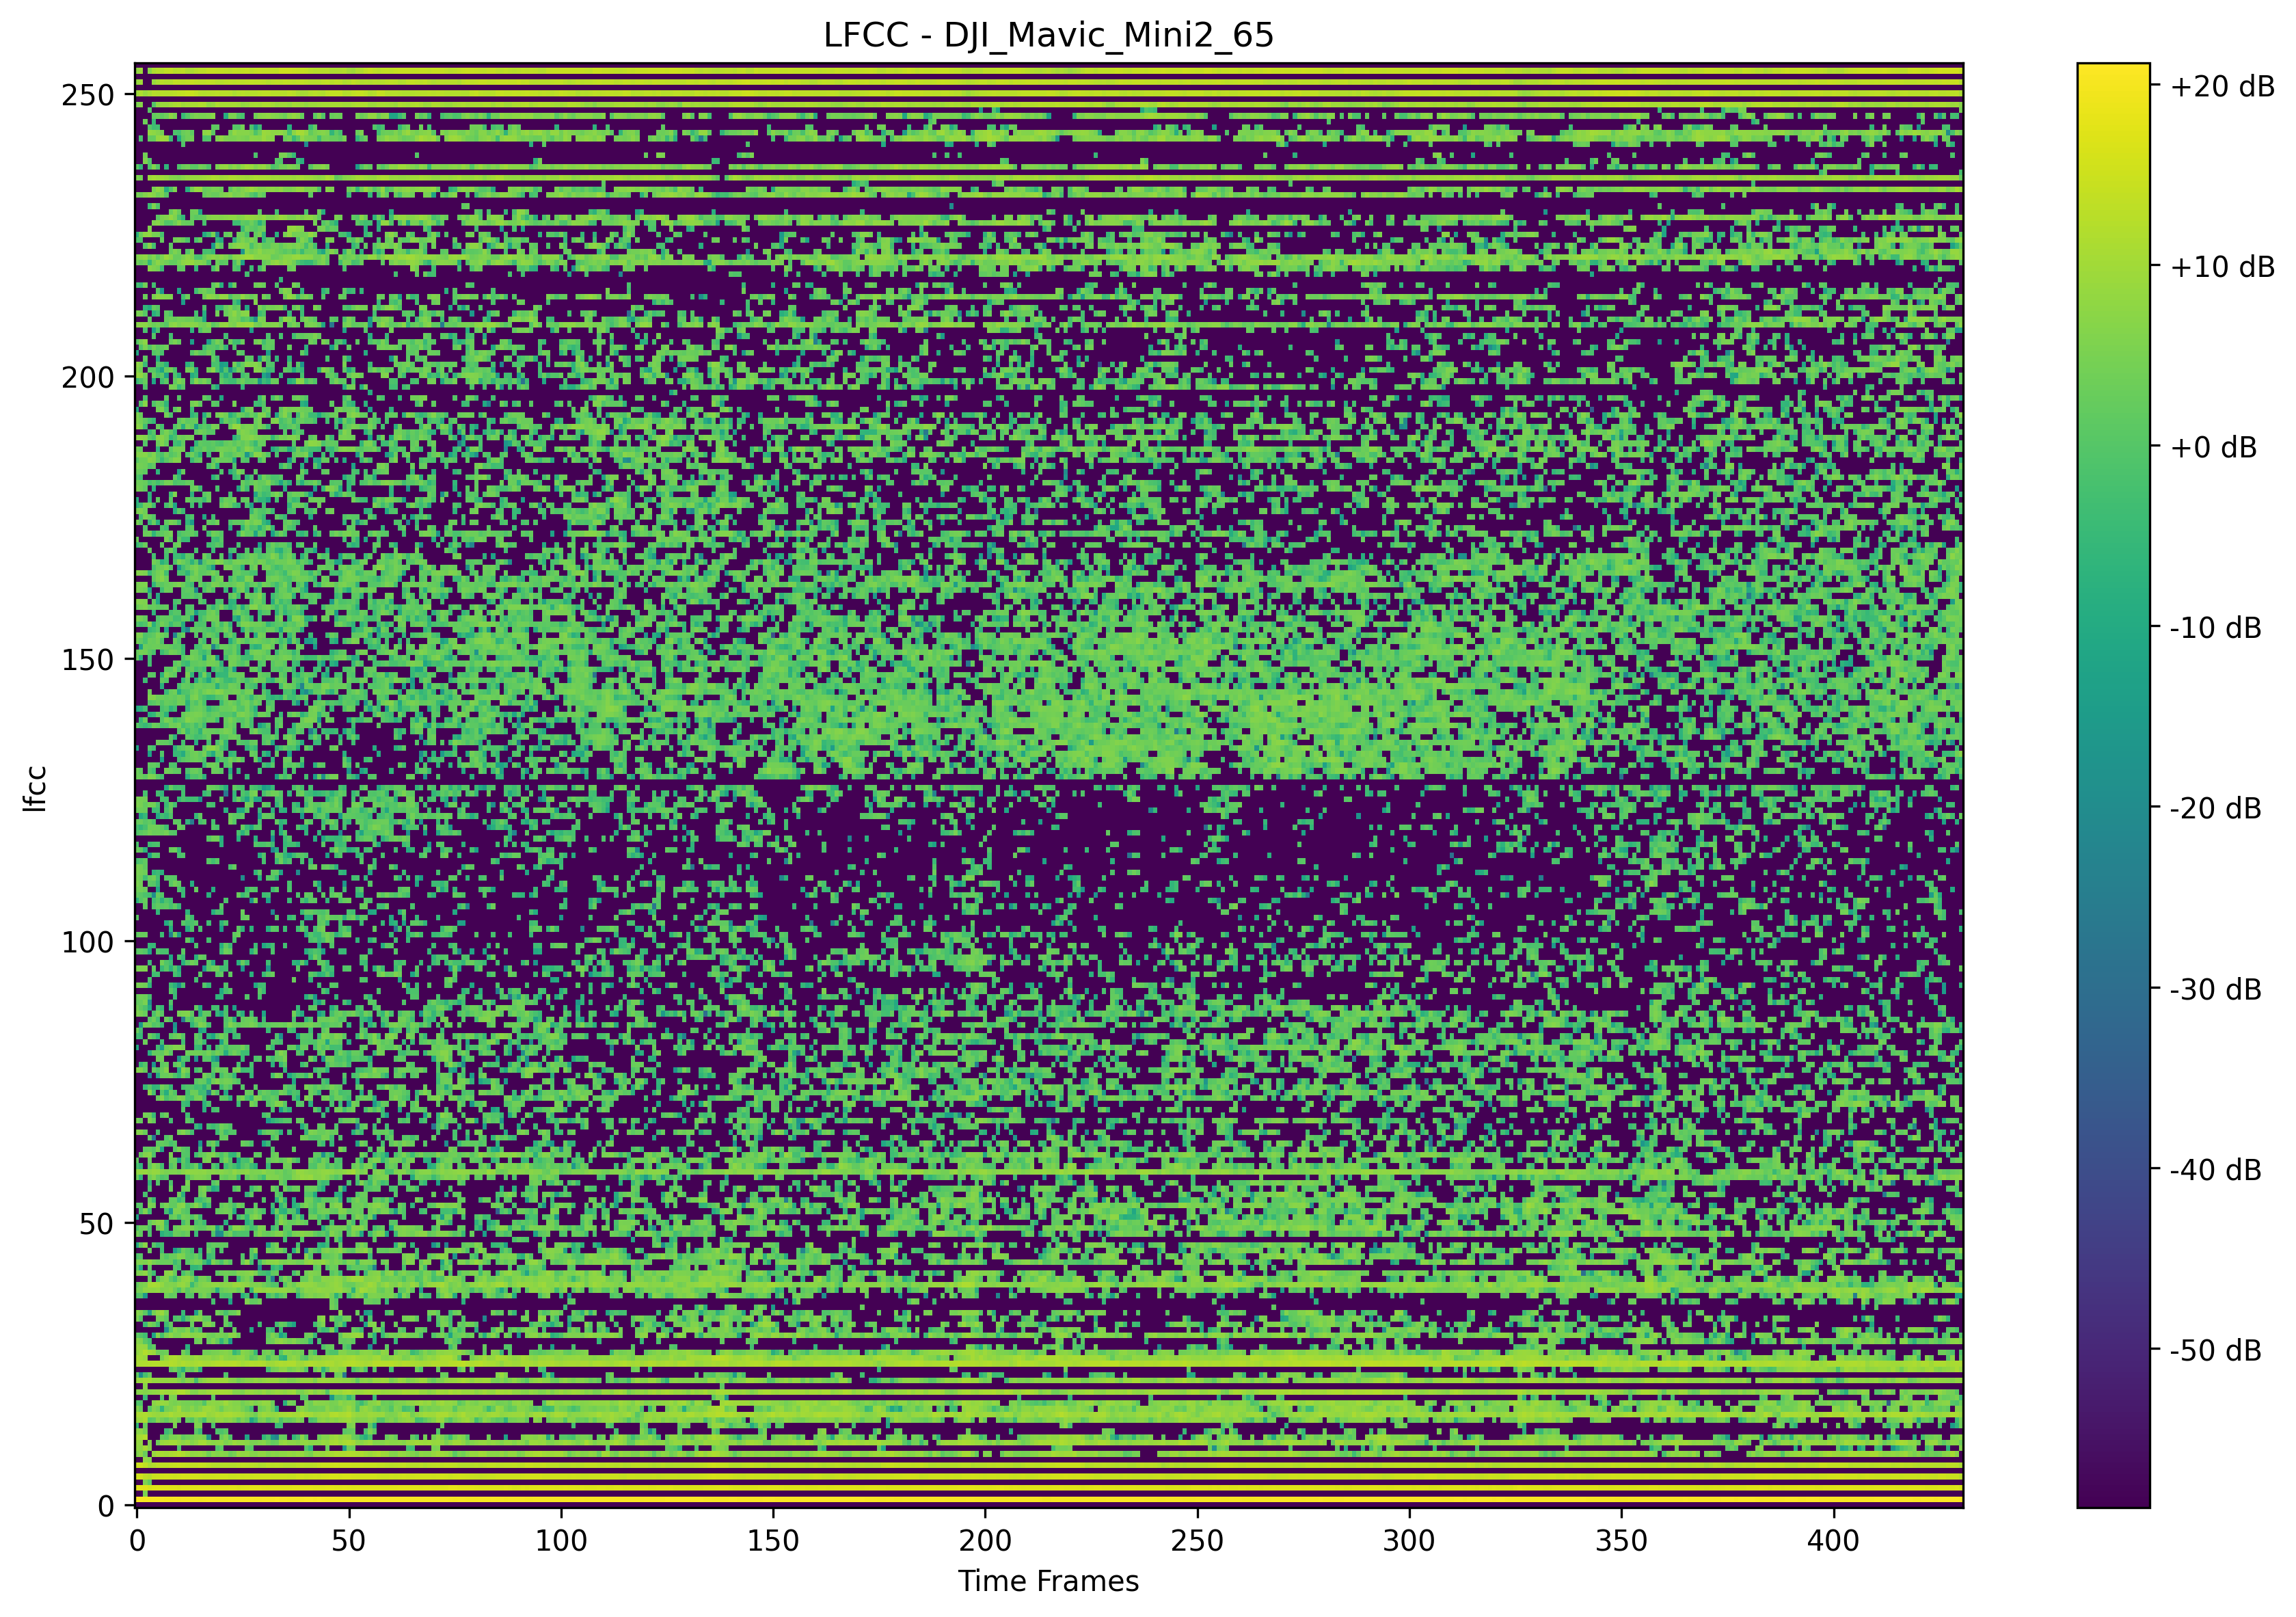 LFCC - DJI_Mavic_Mini2_65
250
200
150
100
50
0
lfcc
0 50 100 150 200 250 300 350 400
Time Frames
+20 dB
+10 dB
+0 dB
-10 dB
-20 dB
-30 dB
-40 dB
-50 dB